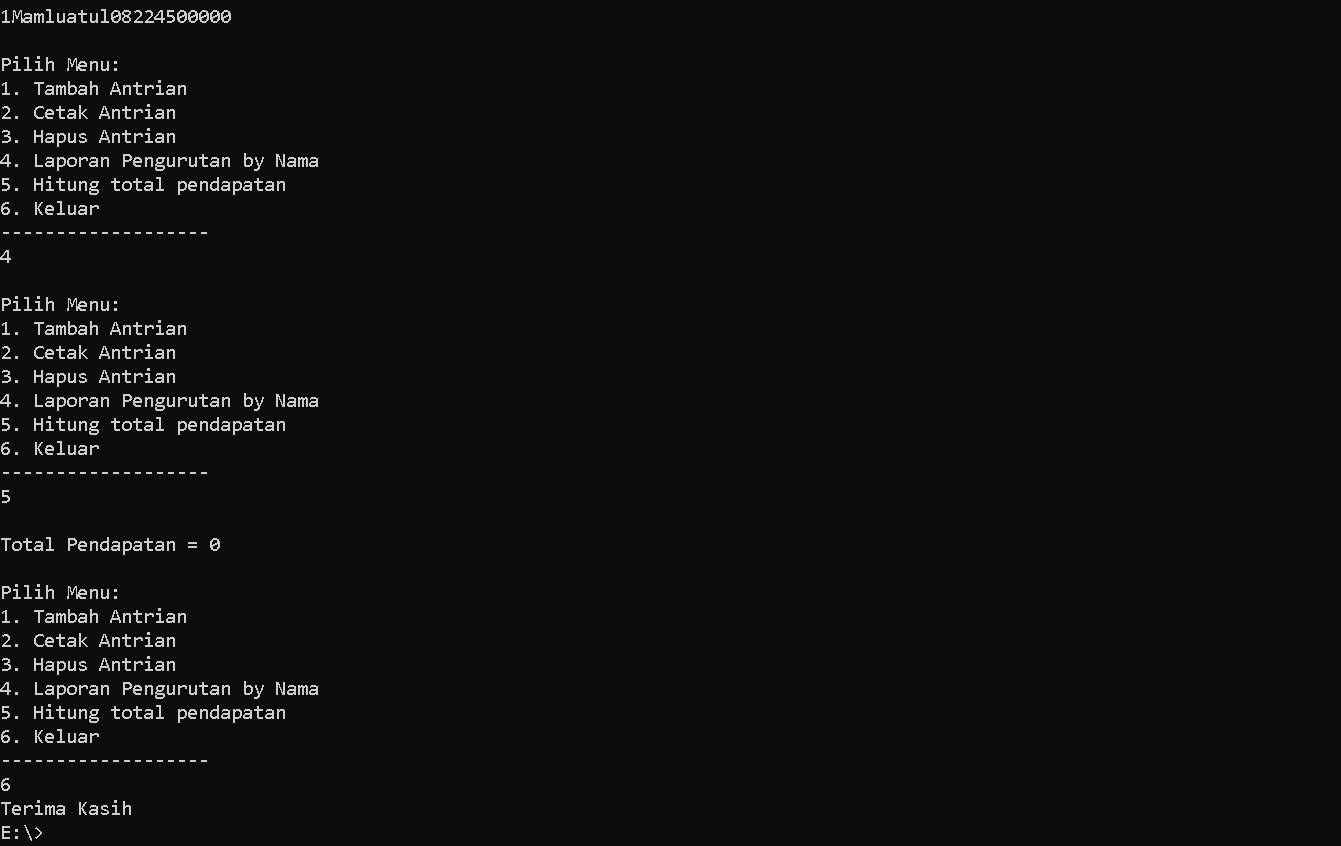 1Mamluatul08224500000
Pilih Menu:
1. Tambah Antrian
2. Cetak Antrian
3. Hapus Antrian
4. Laporan Pengurutan by Nama
5. Hitung total pendapatan
6. Keluar
-------------------
4
Pilih Menu:
1. Tambah Antrian
2. Cetak Antrian
3. Hapus Antrian
4. Laporan Pengurutan by Nama
5. Hitung total pendapatan
6. Keluar
-------------------
5
Total Pendapatan = 0
Pilih Menu:
1. Tambah Antrian
2. Cetak Antrian
3. Hapus Antrian
4. Laporan Pengurutan by Nama
5. Hitung total pendapatan
6. Keluar
-------------------
6
Terima Kasih
E:\>